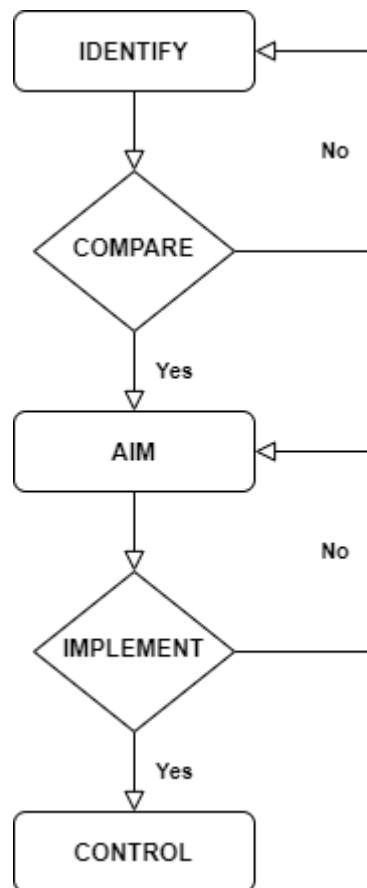 IDENTIFY
No
COMPARE
Yes
AIM
No
IMPLEMENT
Yes
CONTROL